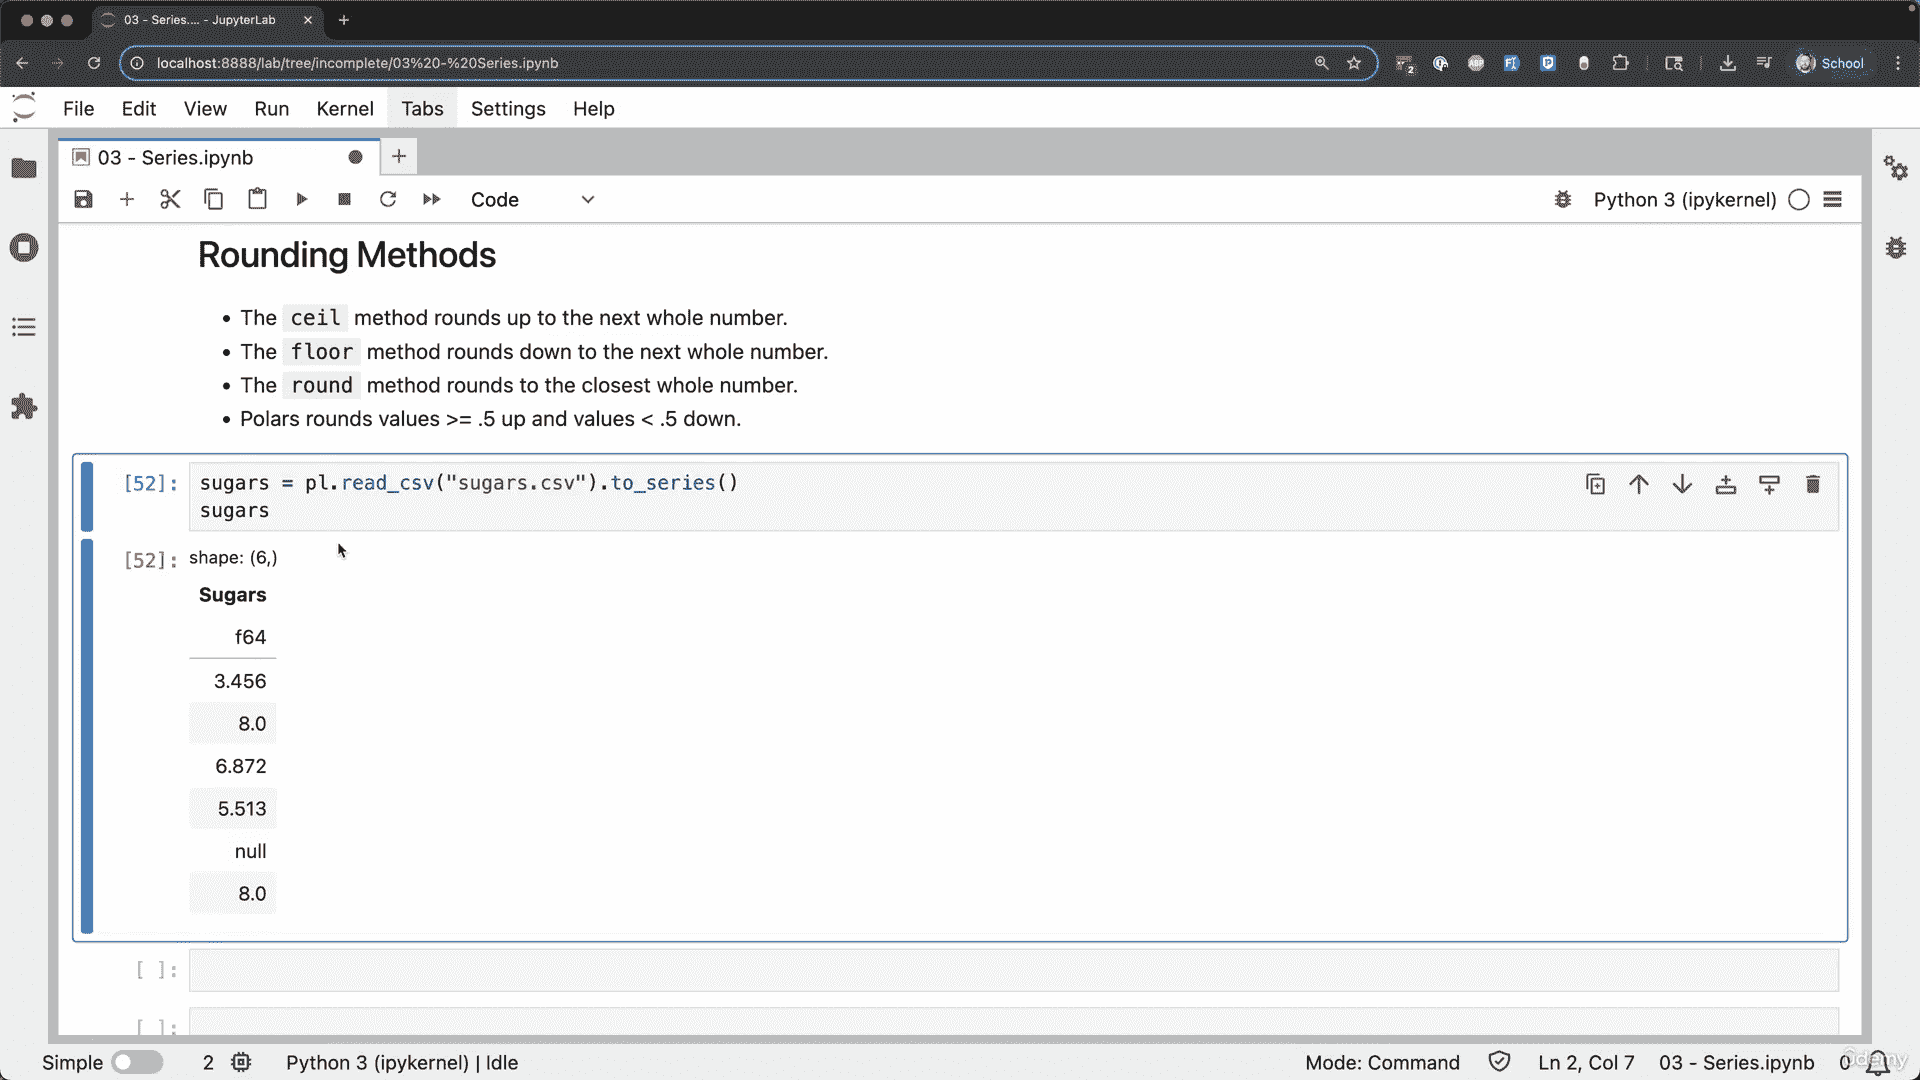 03 - Series.... - JupyterLab
localhost:8888/lab/tree/incomplete/03%20-%20Series.ipynb
2
ABP
School
File Edit View Run Kernel Tabs Settings Help
03 - Series.ipynb
Code
Python 3 (ipykernel)
Rounding Methods
• The ceil method rounds up to the next whole number.
• The floor method rounds down to the next whole number.
• The round method rounds to the closest whole number.
• Polars rounds values >= .5 up and values < .5 down.
[52]: sugars = pl.read_csv("sugars.csv").to_series()
sugars
[52]: shape: (6,)
Sugars
f64
3.456
8.0
6.872
5.513
null
8.0
[ ]:
[ ]:
Simple 2 Python 3 (ipykernel) | Idle Mode: Command Ln 2, Col 7 03 - Series.ipynb 0
Udemy